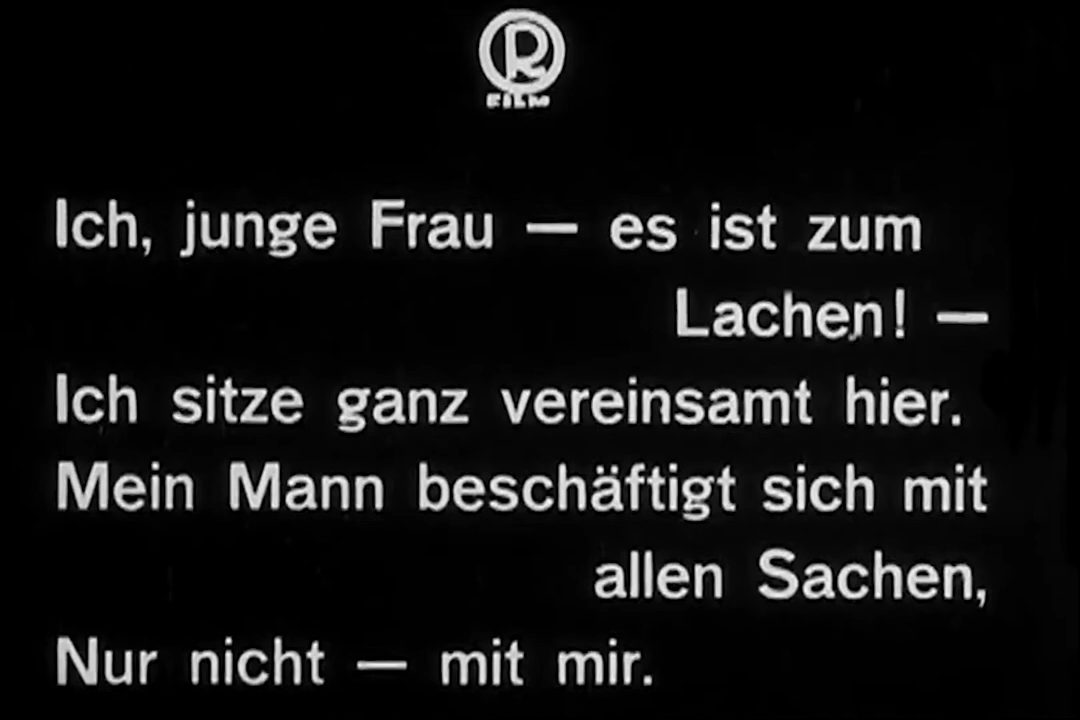 R
FILM
Ich, junge Frau — es ist zum
Lachen! —
Ich sitze ganz vereinsamt hier.
Mein Mann beschäftigt sich mit
allen Sachen,
Nur nicht — mit mir.